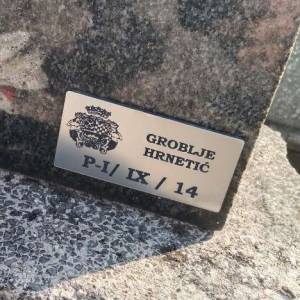 GROBLJE
HRNETIĆ
P-I/ IX / 14